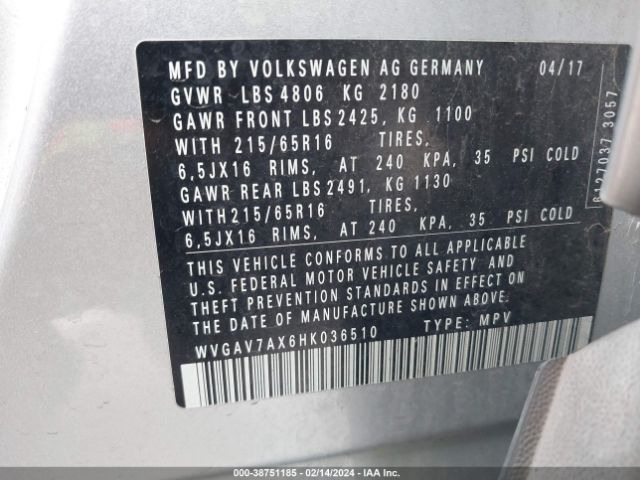 MFD BY VOLKSWAGEN AG GERMANY 04/17
GVWR LBS 4806 KG 2180
GAWR FRONT LBS 2425, KG 1100
WITH 215/65R16 TIRES,
6,5JX16 RIMS, AT 240 KPA, 35 PSI COLD
GAWR REAR LBS 2491, KG 1130
WITH 215/65R16 TIRES,
6,5JX16 RIMS, AT 240 KPA, 35 PSI COLD
THIS VEHICLE CONFORMS TO ALL APPLICABLE
U.S. FEDERAL MOTOR VEHICLE SAFETY AND
THEFT PREVENTION STANDARDS IN EFFECT ON
THE DATE OF MANUFACTURE SHOWN ABOVE.
WVGAV7AX6HK036510 TYPE: MPV
6127037 3057
000-38751185 - 02/14/2024 - IAA Inc.